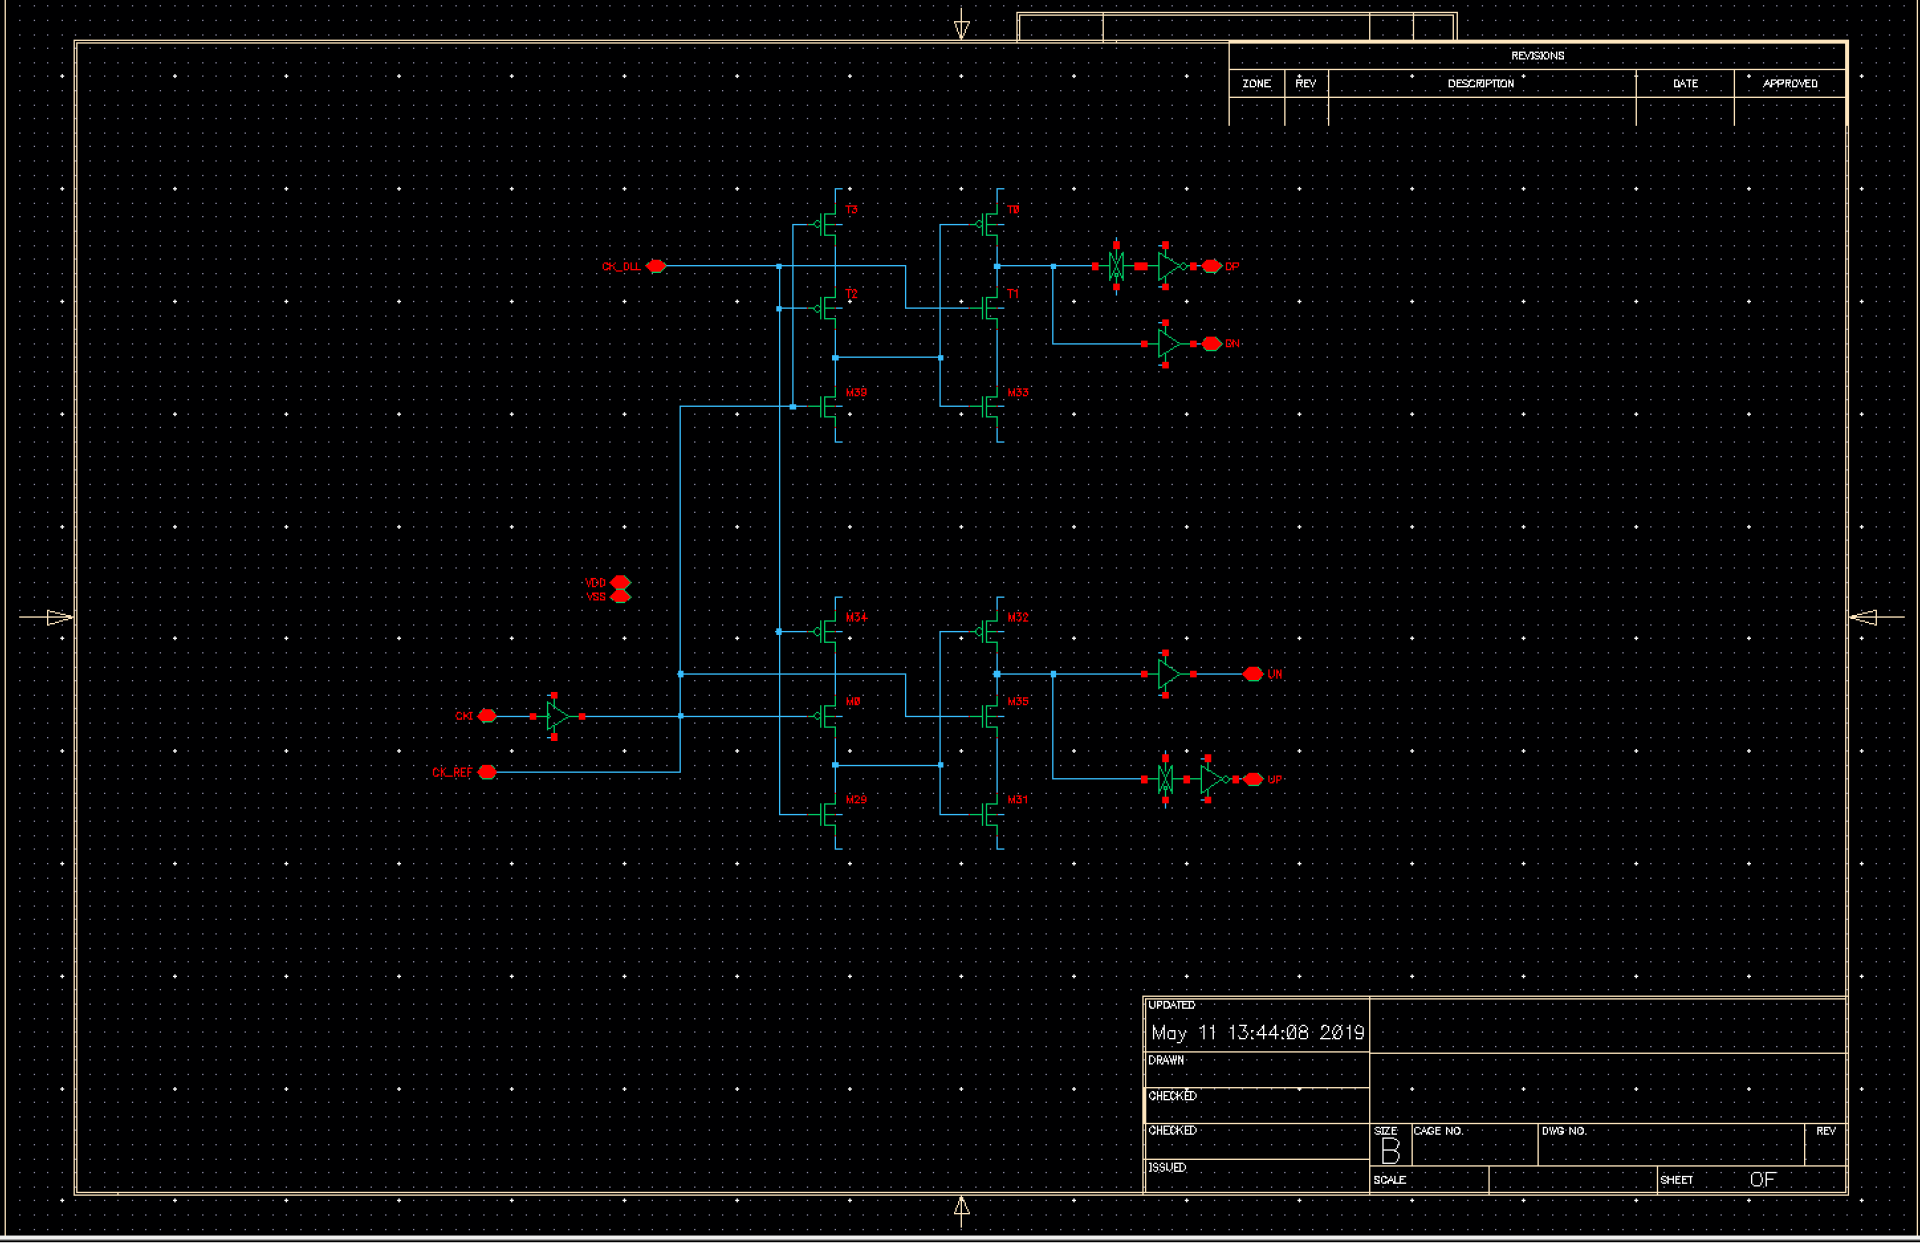 REVISIONS
ZONE REV DESCRIPTION DATE APPROVED
T3 T0
CK_DLL DP
T2 T1
DN
M39 M33
VDD
VSS
M34 M32
UN
M0 M35
CKI
CK_REF UP
M29 M31
UPDATED
May 11 13:44:08 2019
DRAWN
CHECKED
CHECKED
SIZE CAGE NO. DWG NO. REV
B
ISSUED
SCALE SHEET OF